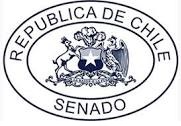 REPUBLICA DE CHILE
SENADO